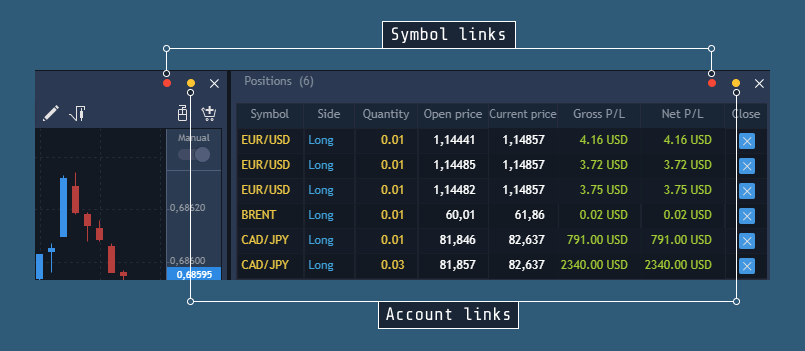 Symbol links
Positions (6)
Symbol Side Quantity Open price Current price Gross P/L Net P/L Close
Manual
EUR/USD Long 0.01 1,14441 1,14857 4.16 USD 4.16 USD
EUR/USD Long 0.01 1,14485 1,14857 3.72 USD 3.72 USD
EUR/USD Long 0.01 1,14482 1,14857 3.75 USD 3.75 USD
0,68620
BRENT Long 0.01 60,01 61,86 0.02 USD 0.02 USD
CAD/JPY Long 0.01 81,846 82,637 791.00 USD 791.00 USD
0,68600
CAD/JPY Long 0.03 81,857 82,637 2340.00 USD 2340.00 USD
0,68595
Account links